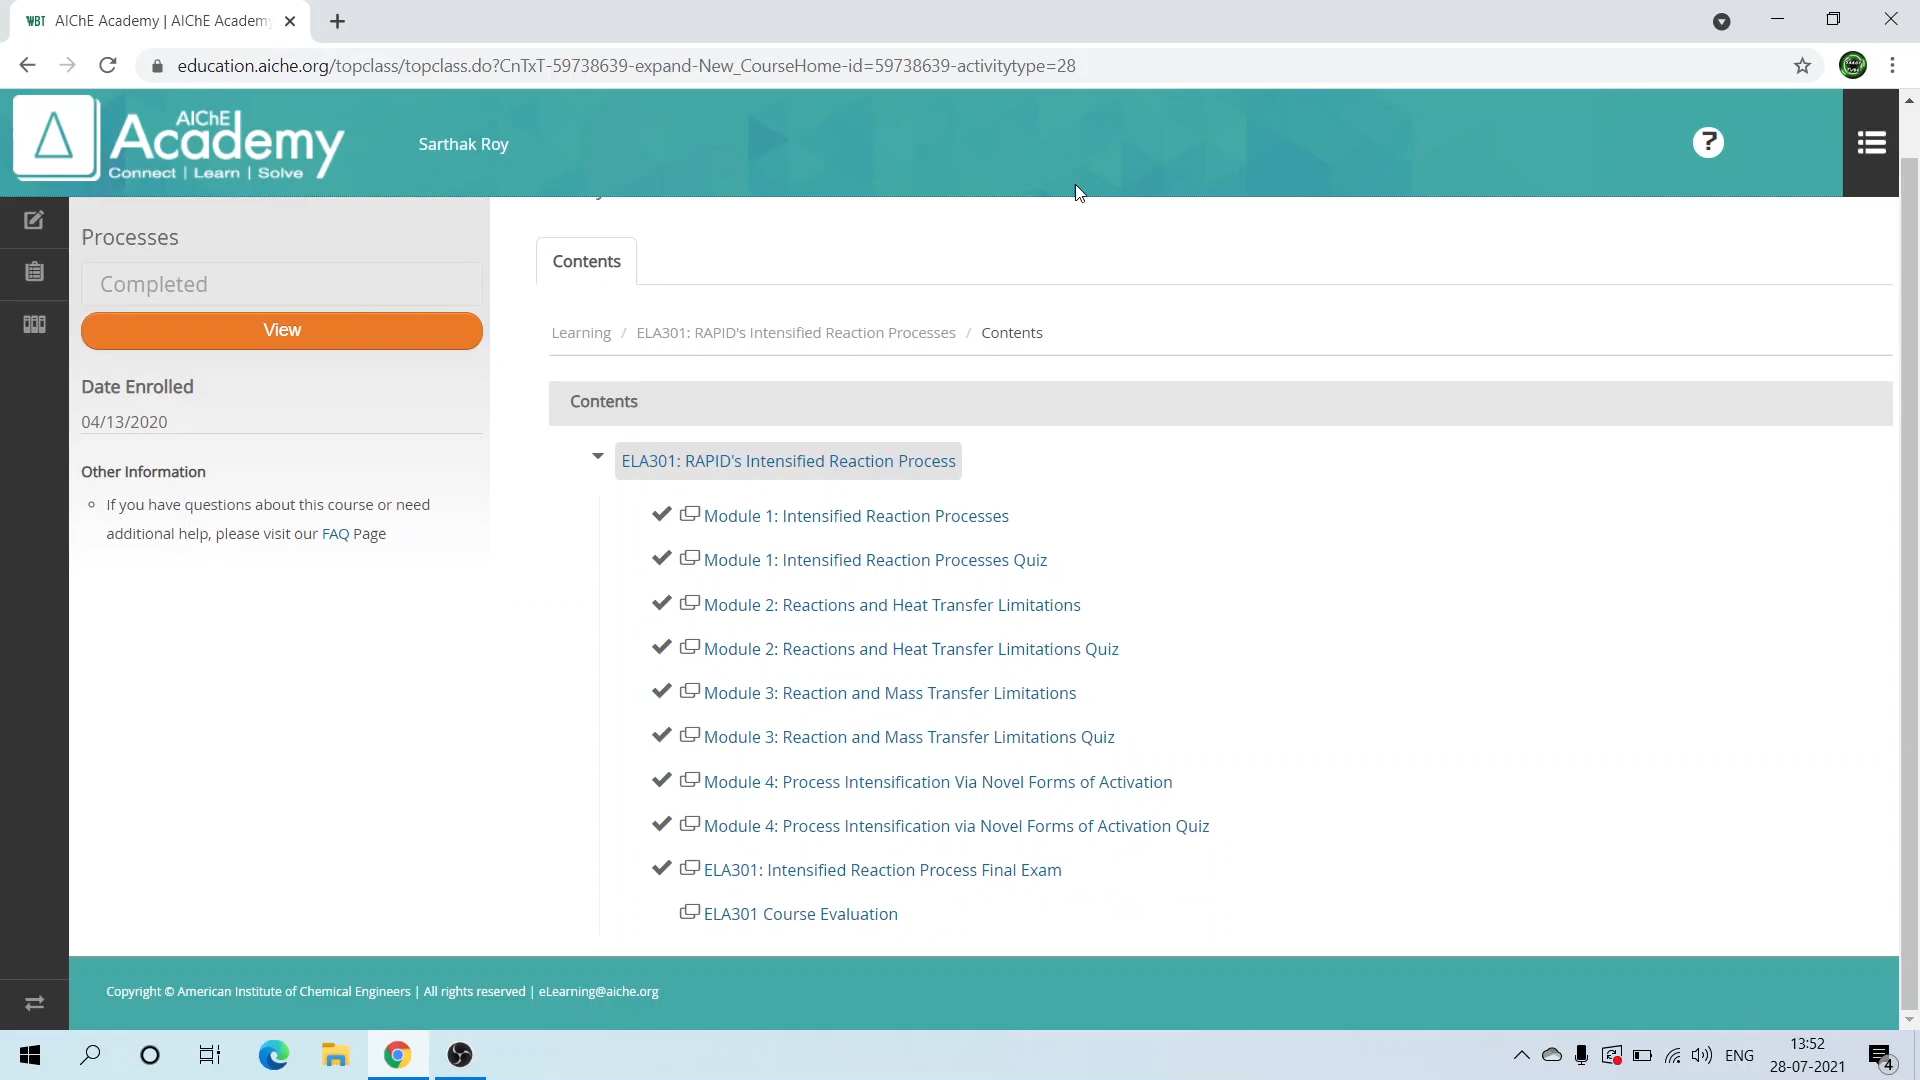 WBT AIChE Academy | AIChE Academy
education.aiche.org/topclass/topclass.do?CnTxT-59738639-expand-New_CourseHome-id=59738639-activitytype=28
AIChE
Academy
Connect | Learn | Solve
Sarthak Roy
?
Processes
Completed
View
Date Enrolled
04/13/2020
Other Information
If you have questions about this course or need
additional help, please visit our FAQ Page
Contents
Learning / ELA301: RAPID's Intensified Reaction Processes / Contents
Contents
ELA301: RAPID's Intensified Reaction Process
Module 1: Intensified Reaction Processes
Module 1: Intensified Reaction Processes Quiz
Module 2: Reactions and Heat Transfer Limitations
Module 2: Reactions and Heat Transfer Limitations Quiz
Module 3: Reaction and Mass Transfer Limitations
Module 3: Reaction and Mass Transfer Limitations Quiz
Module 4: Process Intensification Via Novel Forms of Activation
Module 4: Process Intensification via Novel Forms of Activation Quiz
ELA301: Intensified Reaction Process Final Exam
ELA301 Course Evaluation
Copyright © American Institute of Chemical Engineers | All rights reserved | eLearning@aiche.org
ENG
13:52
28-07-2021
4